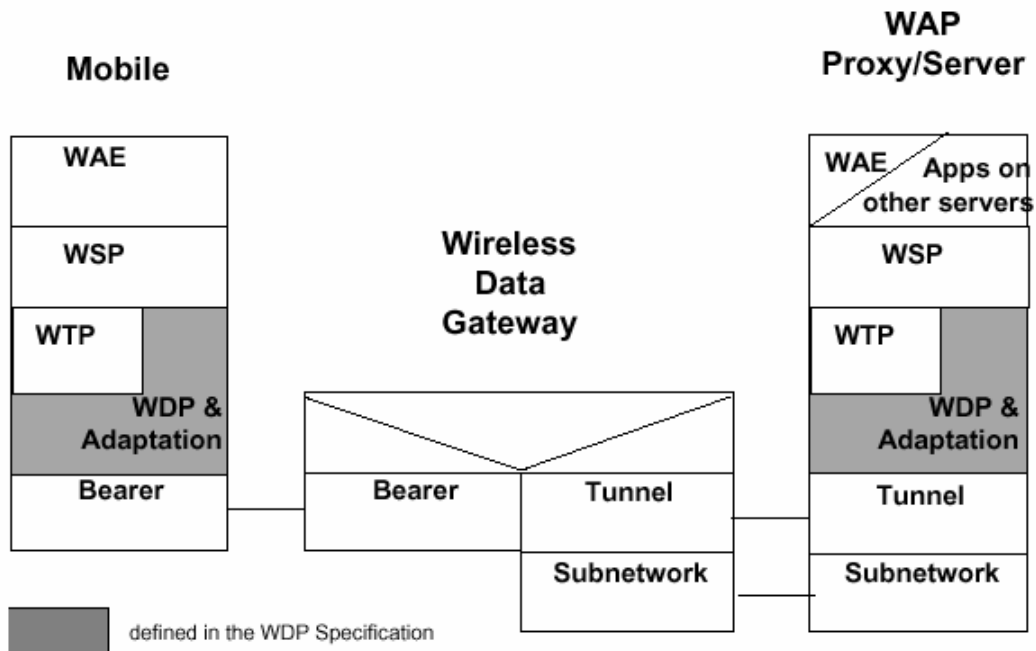 Mobile
WAE
WSP
WTP
WDP &
Adaptation
Bearer
Wireless
Data
Gateway
Bearer
Tunnel
Subnetwork
WAP
Proxy/Server
WAE
Apps on
other servers
WSP
WTP
WDP &
Adaptation
Tunnel
Subnetwork
defined in the WDP Specification